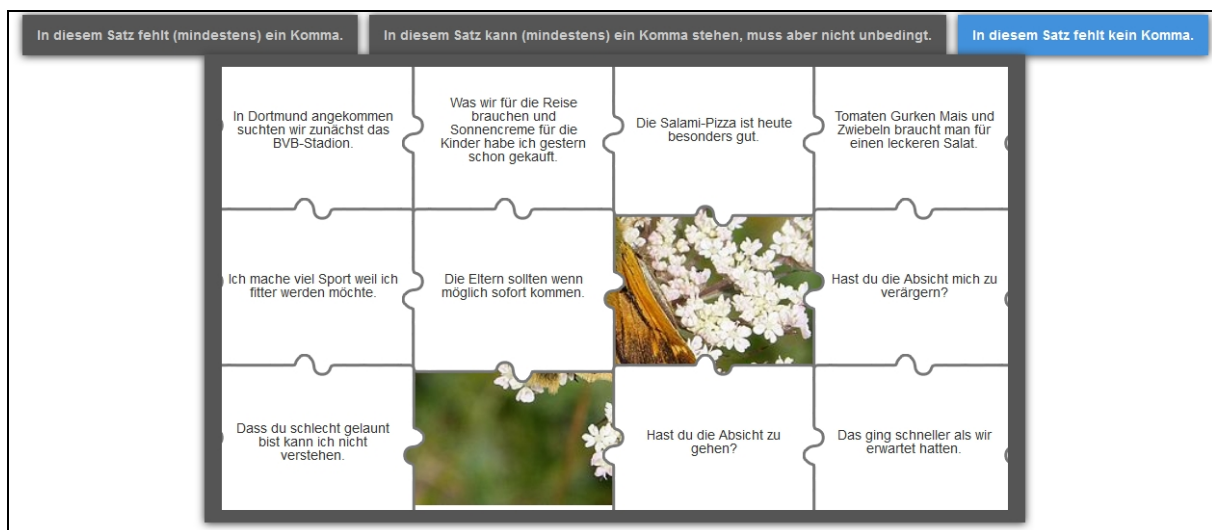 In diesem Satz fehlt (mindestens) ein Komma.
In diesem Satz kann (mindestens) ein Komma stehen, muss aber nicht unbedingt.
In diesem Satz fehlt kein Komma.
In Dortmund angekommen
suchten wir zunächst das
BVB-Stadion.
Was wir für die Reise
brauchen und
Sonnencreme für die
Kinder habe ich gestern
schon gekauft.
Die Salami-Pizza ist heute
besonders gut.
Tomaten Gurken Mais und
Zwiebeln braucht man für
einen leckeren Salat.
Ich mache viel Sport weil ich
fitter werden möchte.
Die Eltern sollten wenn
möglich sofort kommen.
Hast du die Absicht mich zu
verärgern?
Dass du schlecht gelaunt
bist kann ich nicht
verstehen.
Hast du die Absicht zu
gehen?
Das ging schneller als wir
erwartet hatten.